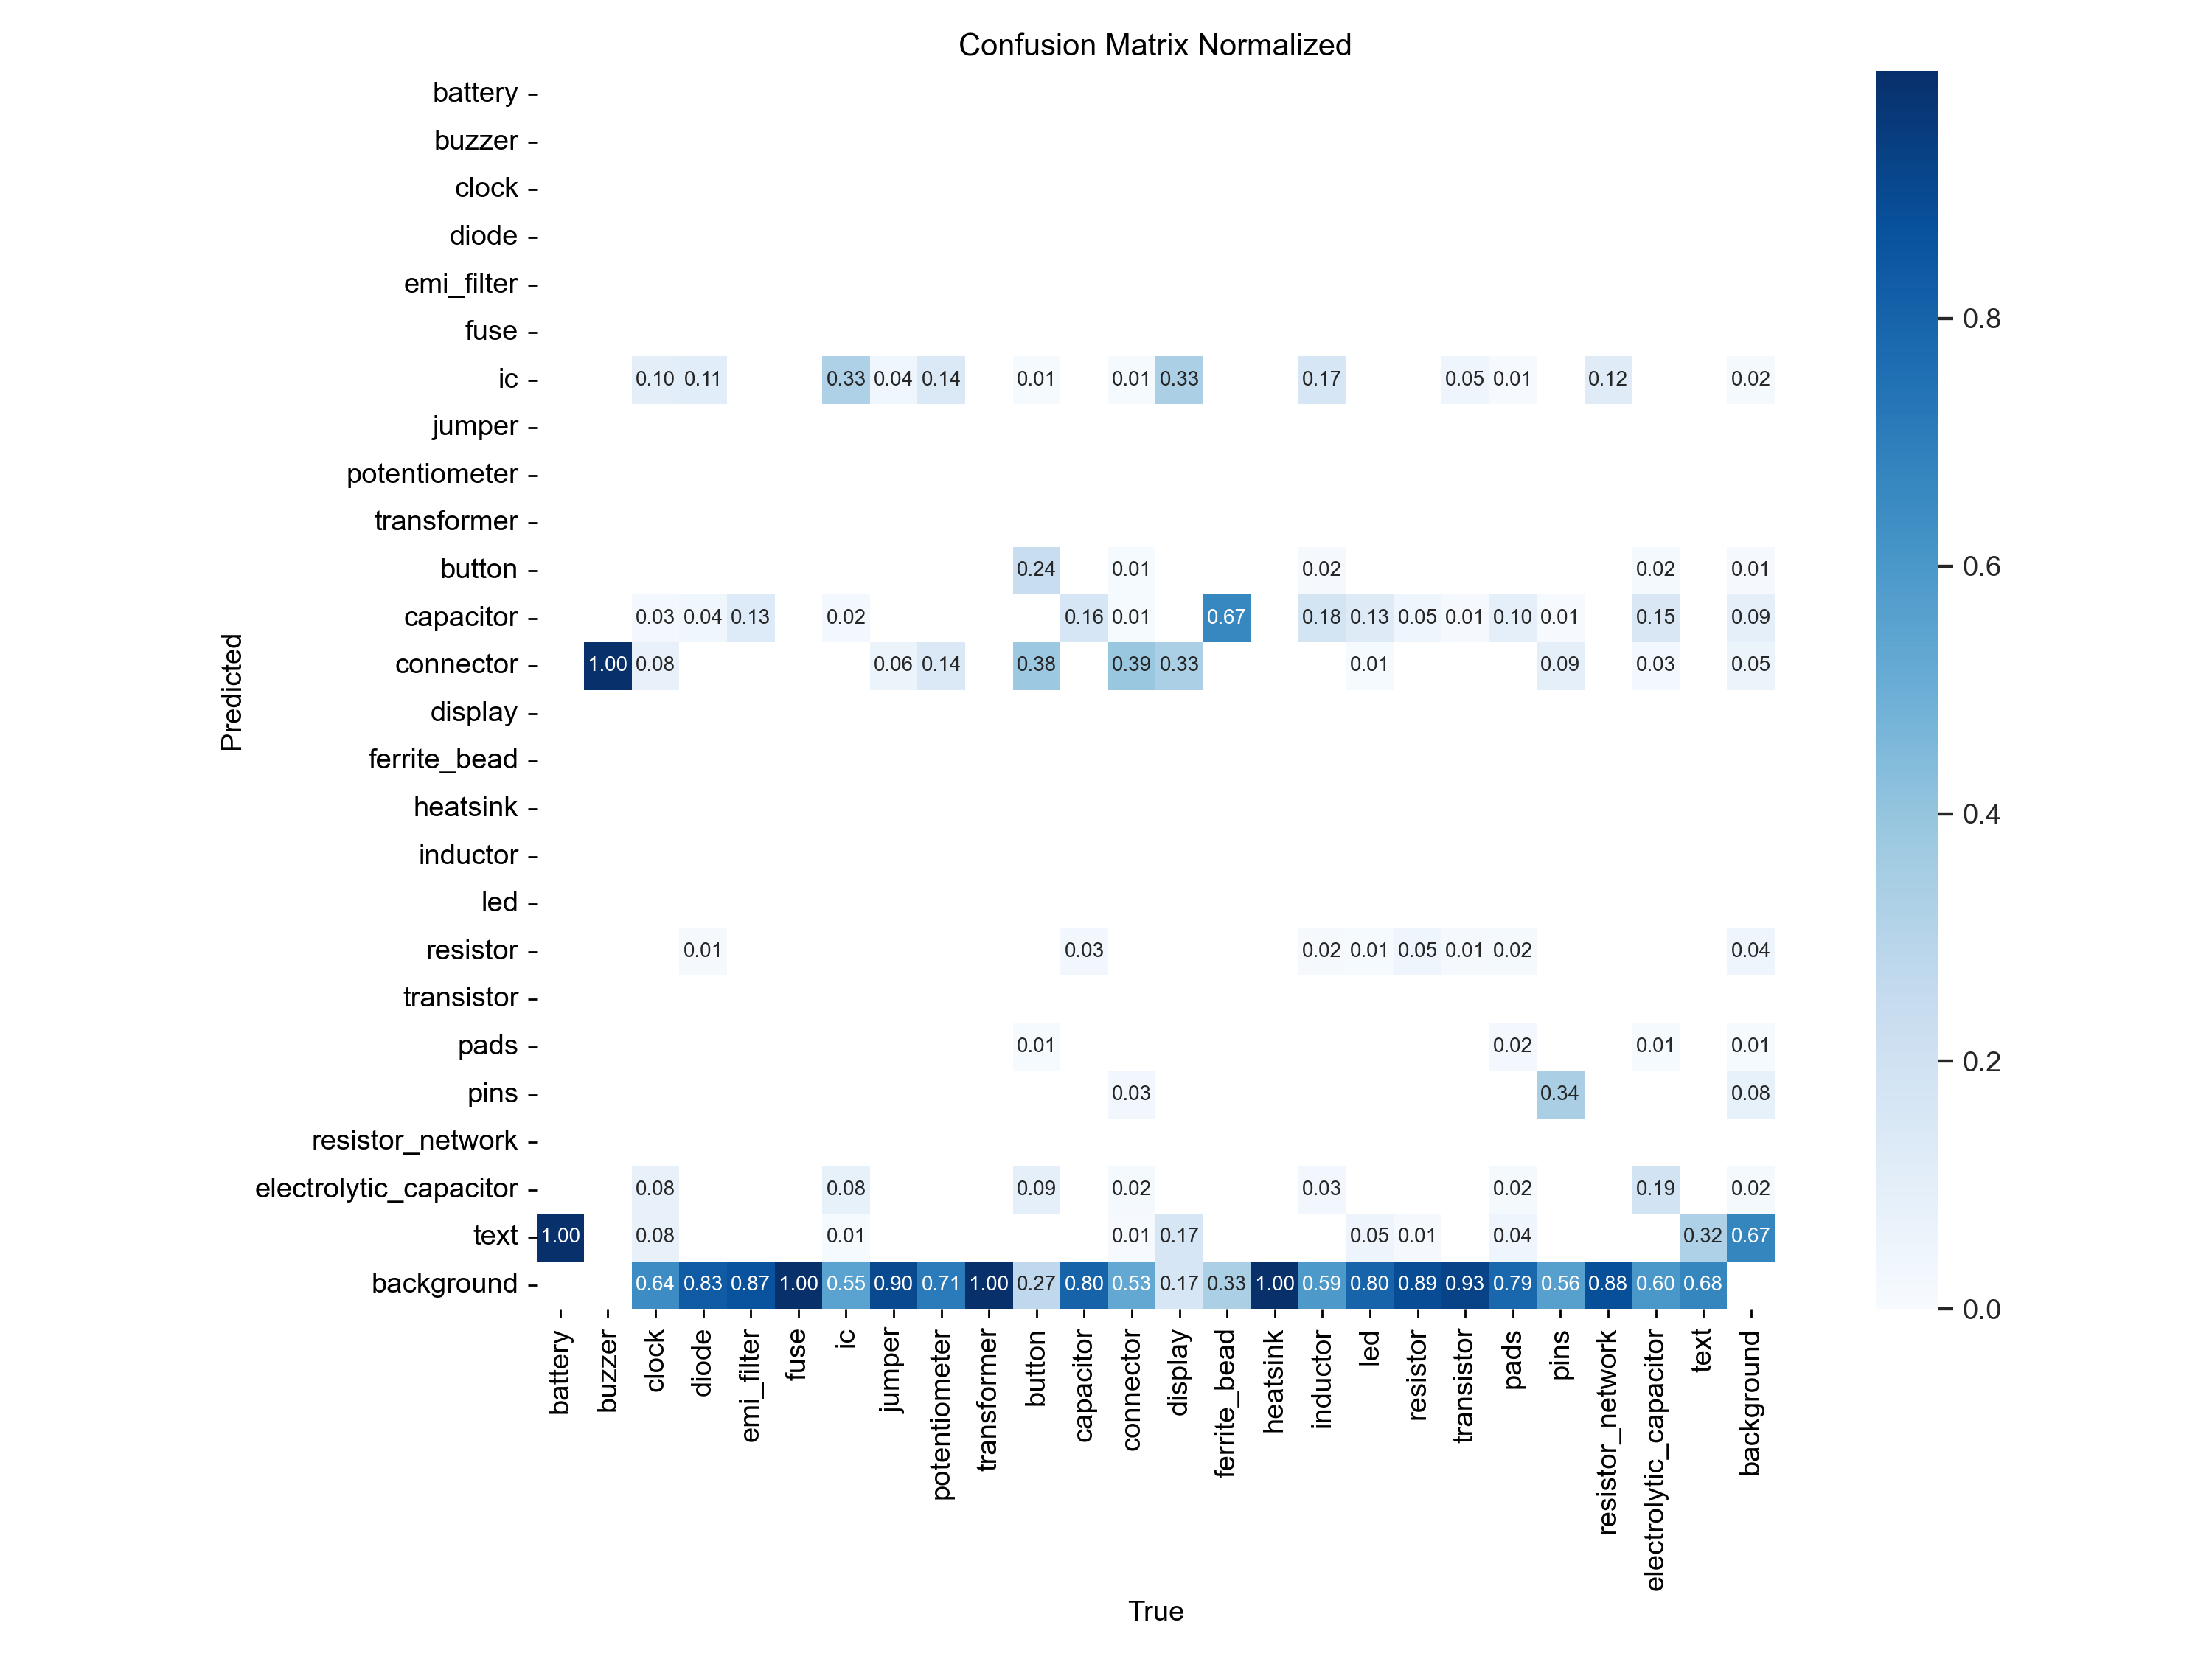 Confusion Matrix Normalized
battery
buzzer
clock
diode
emi_filter
fuse
ic 0.10 0.11 0.33 0.04 0.14 0.01 0.01 0.33 0.17 0.05 0.01 0.12 0.02
jumper
potentiometer
transformer
button 0.24 0.01 0.02 0.02 0.01
capacitor 0.03 0.04 0.13 0.02 0.16 0.01 0.67 0.18 0.13 0.05 0.01 0.10 0.01 0.15 0.09
connector 1.00 0.08 0.06 0.14 0.38 0.39 0.33 0.01 0.09 0.03 0.05
display
ferrite_bead
heatsink
inductor
led
resistor 0.01 0.03 0.02 0.01 0.05 0.01 0.02 0.04
transistor
pads 0.01 0.02 0.01 0.01
pins 0.03 0.34 0.08
resistor_network
electrolytic_capacitor 0.08 0.08 0.09 0.02 0.03 0.02 0.19 0.02
text 1.00 0.08 0.01 0.01 0.17 0.05 0.01 0.04 0.32 0.67
background 0.64 0.83 0.87 1.00 0.55 0.90 0.71 1.00 0.27 0.80 0.53 0.17 0.33 1.00 0.59 0.80 0.89 0.93 0.79 0.56 0.88 0.60 0.68
Predicted
battery
buzzer
clock
diode
emi_filter
fuse
ic
jumper
potentiometer
transformer
button
capacitor
connector
display
ferrite_bead
heatsink
inductor
led
resistor
transistor
pads
pins
resistor_network
electrolytic_capacitor
text
background
True
0.8
0.6
0.4
0.2
0.0